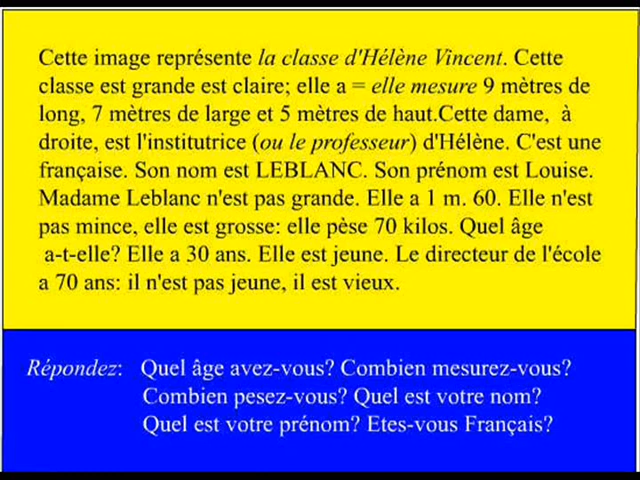 Cette image représente la classe d'Hélène Vincent. Cette
classe est grande est claire; elle a = elle mesure 9 mètres de
long, 7 mètres de large et 5 mètres de haut.Cette dame, à
droite, est l'institutrice (ou le professeur) d'Hélène. C'est une
française. Son nom est LEBLANC. Son prénom est Louise.
Madame Leblanc n'est pas grande. Elle a 1 m. 60. Elle n'est
pas mince, elle est grosse: elle pèse 70 kilos. Quel âge
a-t-elle? Elle a 30 ans. Elle est jeune. Le directeur de l'école
a 70 ans: il n'est pas jeune, il est vieux.
Répondez: Quel âge avez-vous? Combien mesurez-vous?
Combien pesez-vous? Quel est votre nom?
Quel est votre prénom? Etes-vous Français?